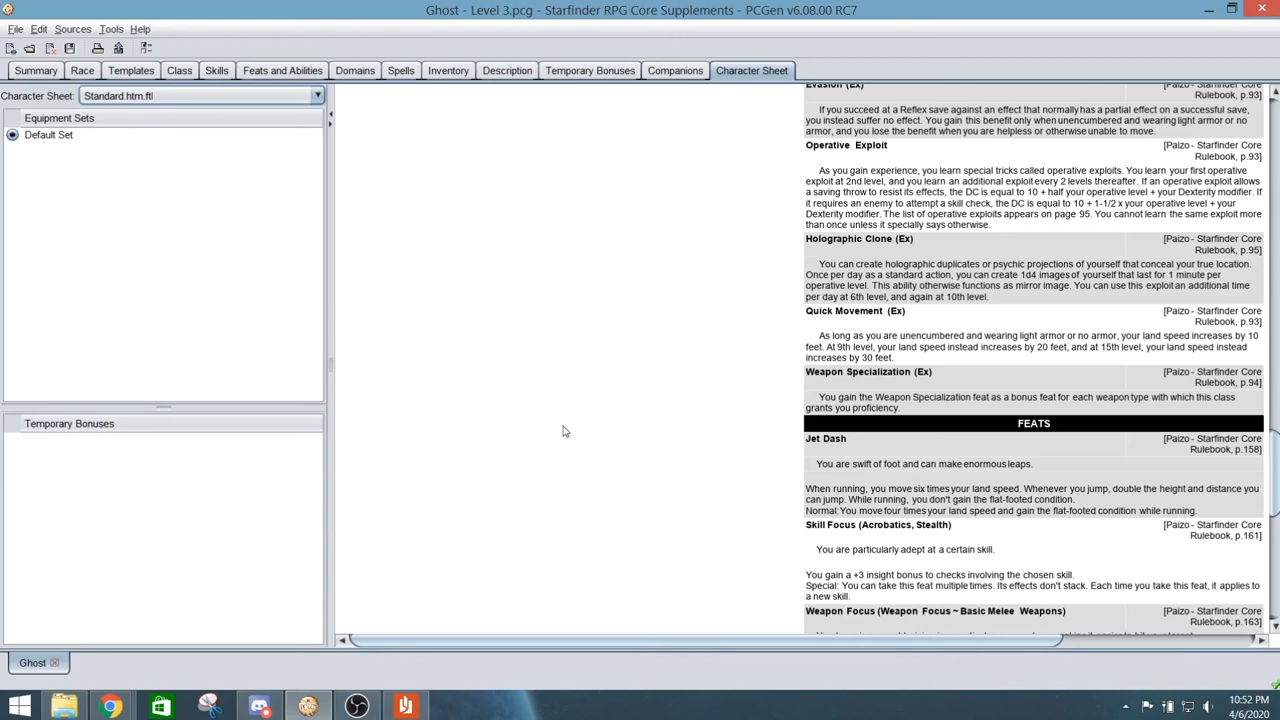 Ghost - Level 3.pcg - Starfinder RPG Core Supplements - PCGen v6.08.00 RC7
File Edit Sources Tools Help
Summary Race Templates Class Skills Feats and Abilities Domains Spells Inventory Description Temporary Bonuses Companions Character Sheet
Character Sheet: Standard.htm.ftl
Equipment Sets
Default Set
Temporary Bonuses
Evasion (Ex) [Paizo - Starfinder Core
Rulebook, p.93]
If you succeed at a Reflex save against an effect that normally has a partial effect on a successful save,
you instead suffer no effect. You gain this benefit only when unencumbered and wearing light armor or no
armor, and you lose the benefit when you are helpless or otherwise unable to move.
Operative Exploit [Paizo - Starfinder Core
Rulebook, p.93]
As you gain experience, you learn special tricks called operative exploits. You learn your first operative
exploit at 2nd level, and you learn an additional exploit every 2 levels thereafter. If an operative exploit allows
a saving throw to resist its effects, the DC is equal to 10 + half your operative level + your Dexterity modifier. If
it requires an enemy to attempt a skill check, the DC is equal to 10 + 1-1/2 x your operative level + your
Dexterity modifier. The list of operative exploits appears on page 95. You cannot learn the same exploit more
than once unless it specially says otherwise.
Holographic Clone (Ex) [Paizo - Starfinder Core
Rulebook, p.95]
You can create holographic duplicates or psychic projections of yourself that conceal your true location.
Once per day as a standard action, you can create 1d4 images of yourself that last for 1 minute per
operative level. This ability otherwise functions as mirror image. You can use this exploit an additional time
per day at 6th level, and again at 10th level.
Quick Movement (Ex) [Paizo - Starfinder Core
Rulebook, p.93]
As long as you are unencumbered and wearing light armor or no armor, your land speed increases by 10
feet. At 9th level, your land speed instead increases by 20 feet, and at 15th level, your land speed instead
increases by 30 feet.
Weapon Specialization (Ex) [Paizo - Starfinder Core
Rulebook, p.94]
You gain the Weapon Specialization feat as a bonus feat for each weapon type with which this class
grants you proficiency.
FEATS
Jet Dash [Paizo - Starfinder Core
Rulebook, p.158]
You are swift of foot and can make enormous leaps.
When running, you move six times your land speed. Whenever you jump, double the height and distance you
can jump. While running, you don't gain the flat-footed condition.
Normal: You move four times your land speed and gain the flat-footed condition while running.
Skill Focus (Acrobatics, Stealth) [Paizo - Starfinder Core
Rulebook, p.161]
You are particularly adept at a certain skill.
You gain a +3 insight bonus to checks involving the chosen skill.
Special: You can take this feat multiple times. Its effects don't stack. Each time you take this feat, it applies to
a new skill.
Weapon Focus (Weapon Focus ~ Basic Melee Weapons) [Paizo - Starfinder Core
Rulebook, p.163]
Ghost
10:52 PM
4/6/2020